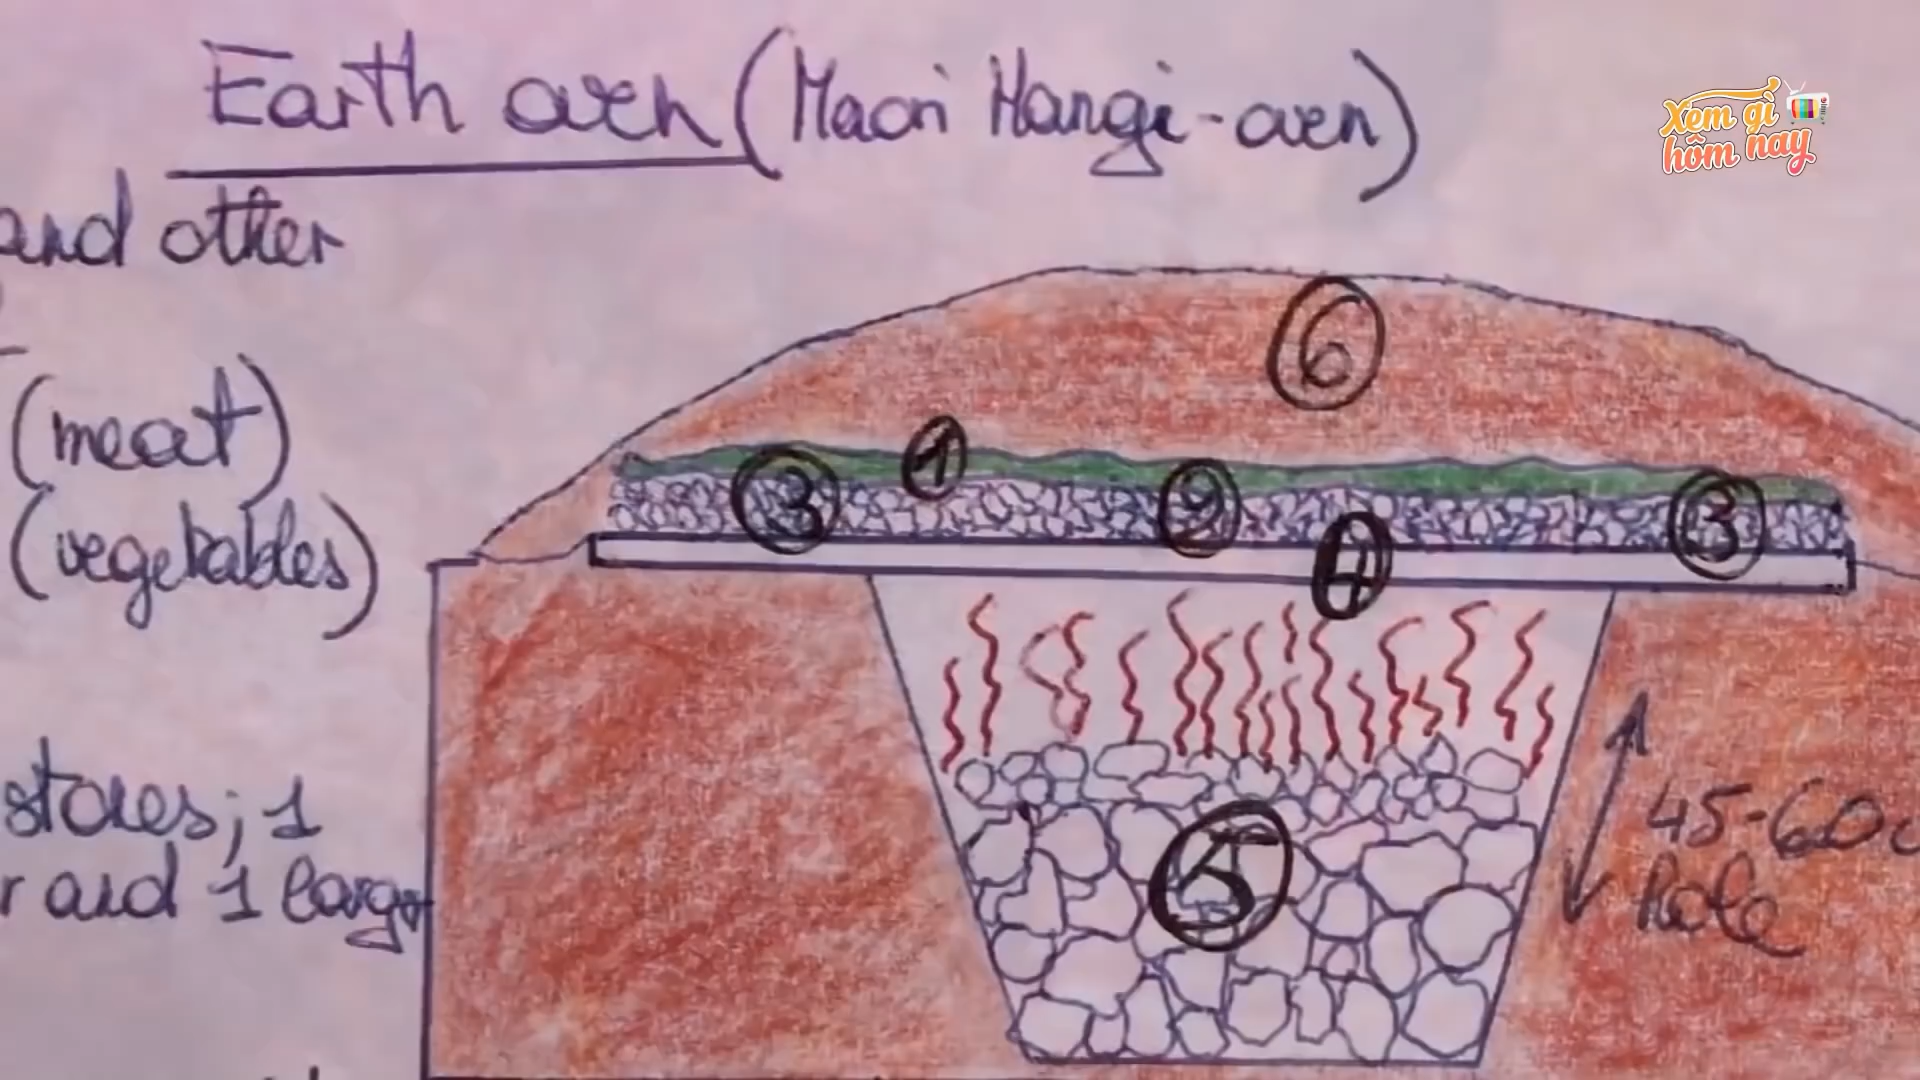 Earth oven (Maori Hangi-oven)
Xem gì
hôm nay
and other
(meat)
(vegetables)
6
1
3
2
3
4
5
45-60c
hole
stones; 1
r and 1 large